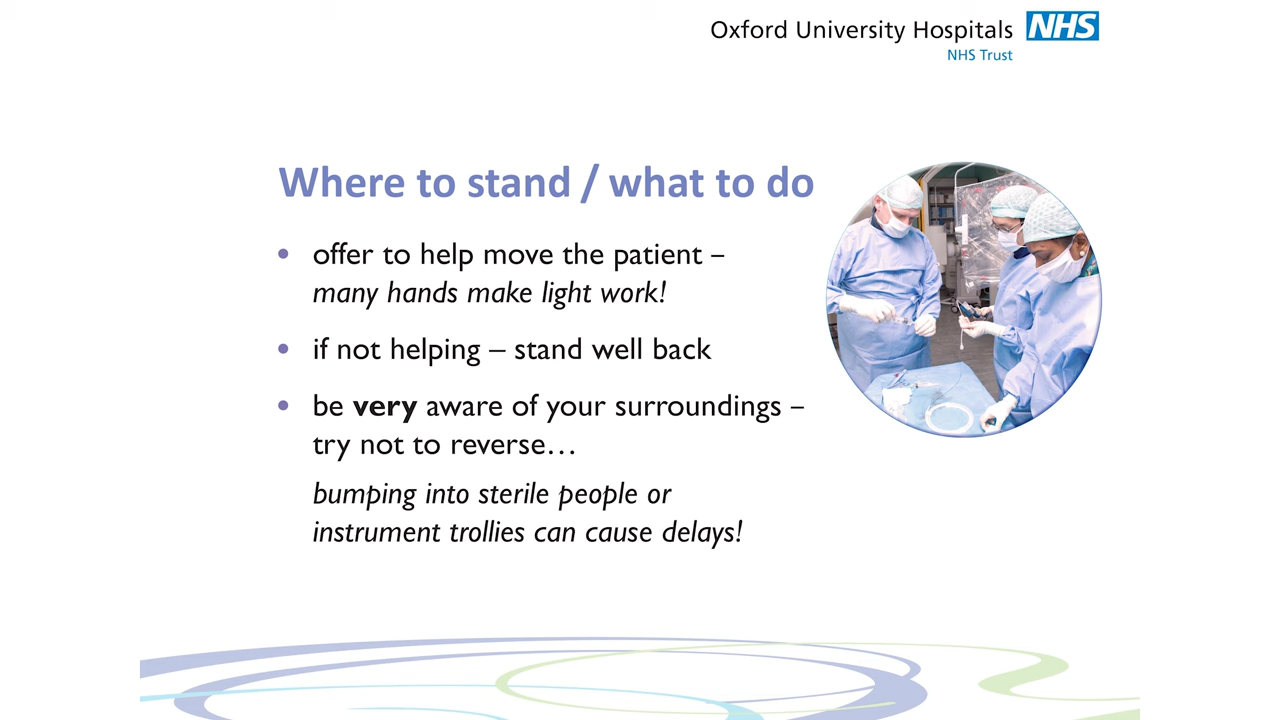 Oxford University Hospitals NHS
NHS Trust
Where to stand / what to do
• offer to help move the patient –
many hands make light work!
• if not helping – stand well back
• be very aware of your surroundings –
try not to reverse…
bumping into sterile people or
instrument trollies can cause delays!